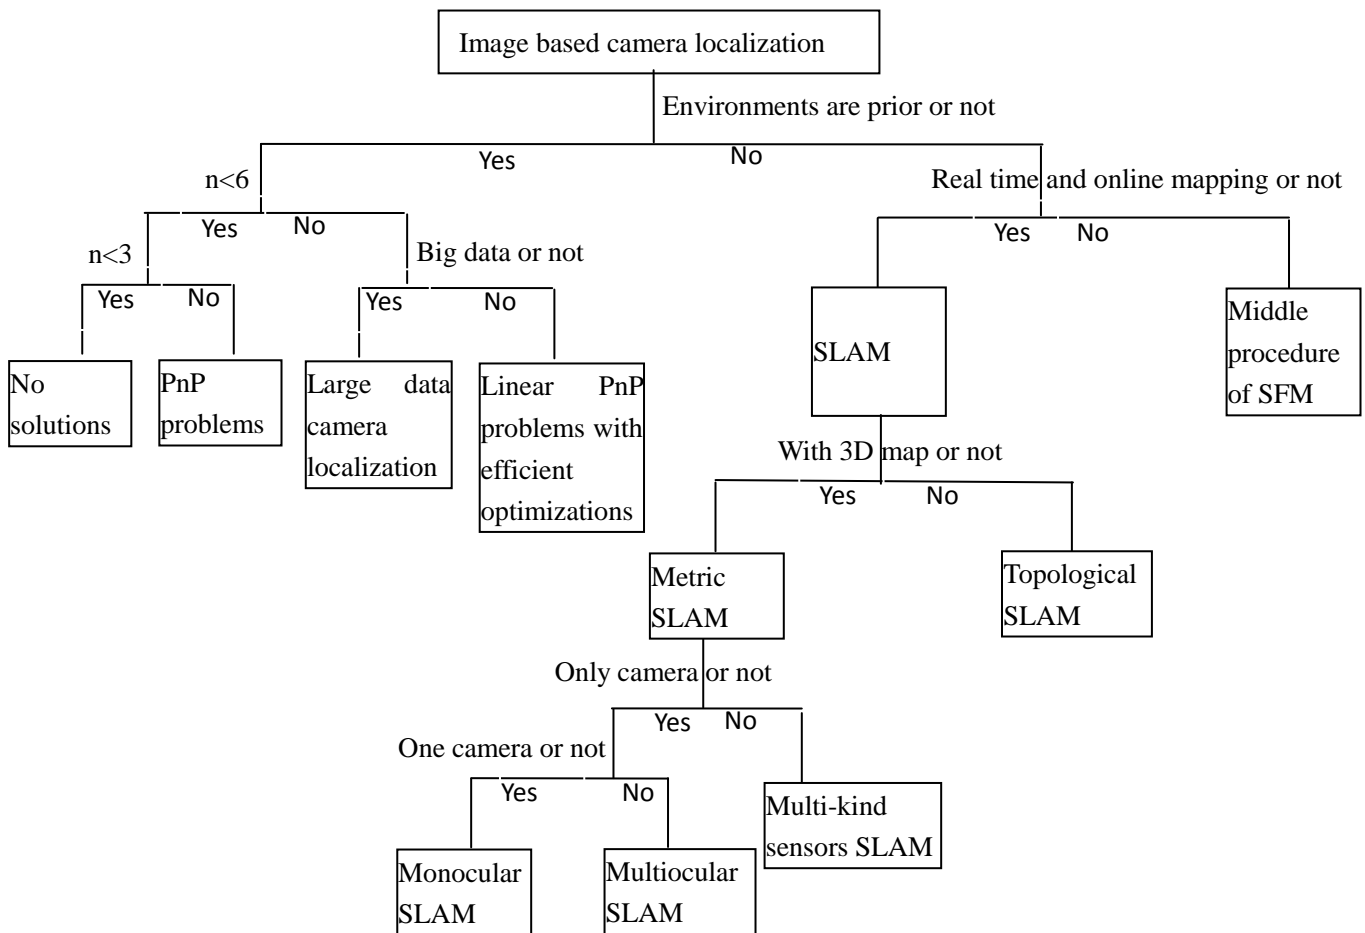 Image based camera localization
Environments are prior or not
Yes
No
n<6
Real time and online mapping or not
Yes
No
Yes
No
n<3
Big data or not
Yes
No
Yes
No
No
solutions
PnP
problems
Large data
camera
localization
Linear PnP
problems with
efficient
optimizations
SLAM
Middle
procedure
of SFM
With 3D map or not
Yes
No
Metric
SLAM
Topological
SLAM
Only camera or not
Yes
No
One camera or not
Yes
No
Multi-kind
sensors SLAM
Monocular
SLAM
Multiocular
SLAM